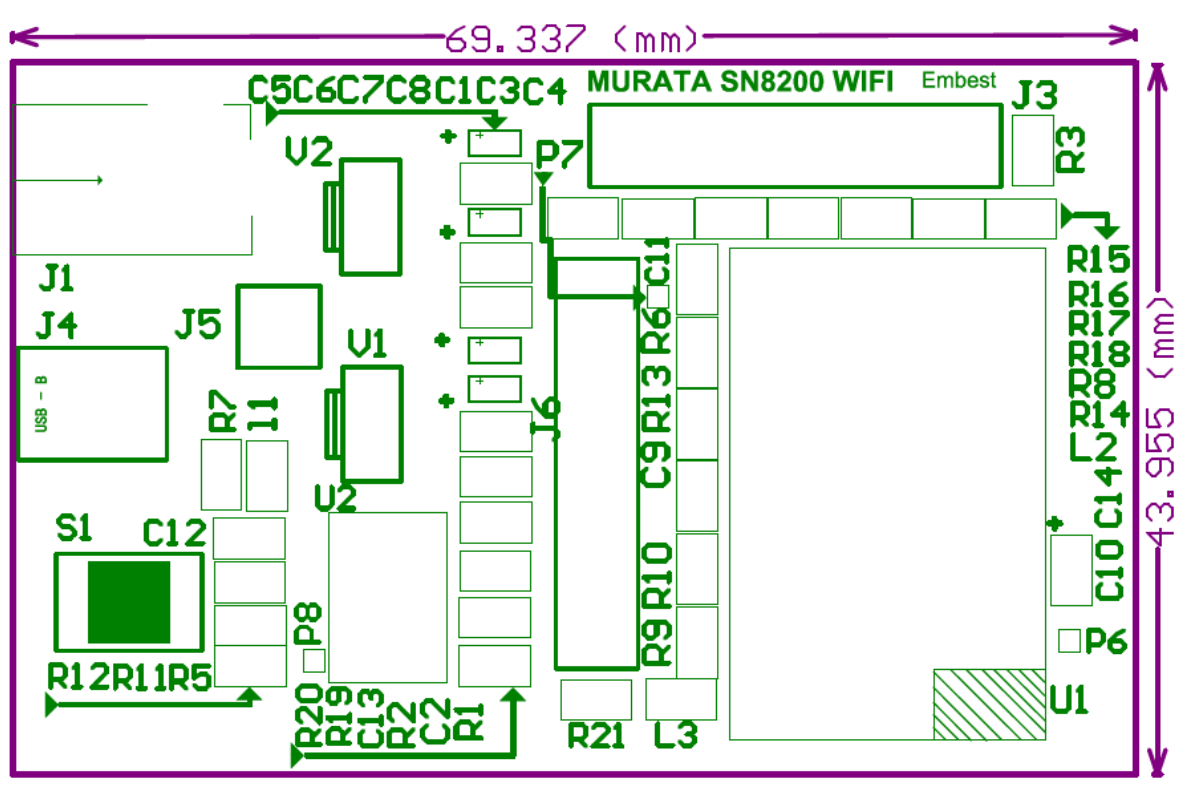 69.337 (mm)
C5C6C7C8C1C3C4
MURATA SN8200 WIFI
Embest
J3
R3
V2
P7
C11
R15
R16
R17
R18
R8
R14
L2
J1
J4
J5
V1
USB - B
R7
I1
R6
R13
C9
J6
43.955 (mm)
U2
S1
C12
C14
C10
R10
R9
P8
P6
R12R11R5
R20
R19
C13
R2
C2
R1
R21
L3
U1